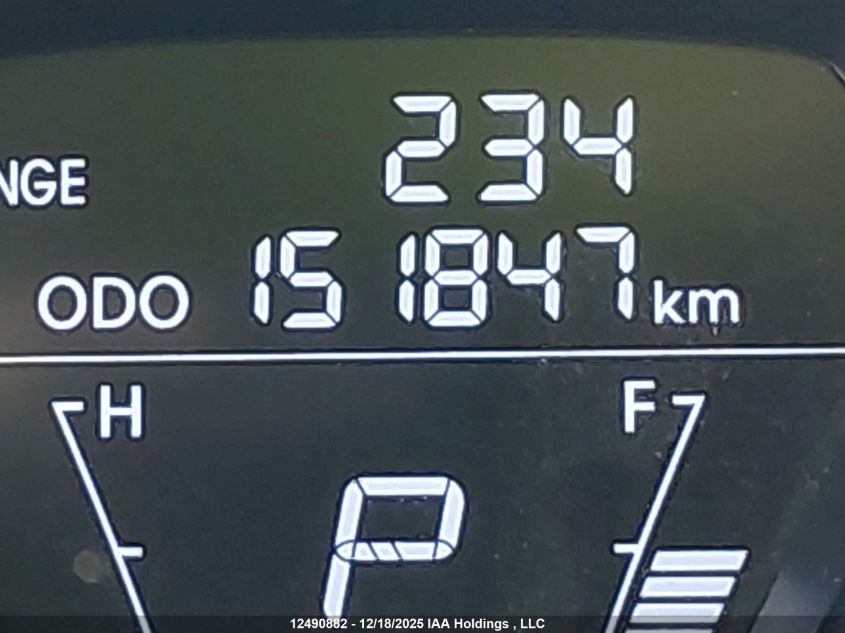 234
NGE
ODO 151847 km
H F
P
12490882 - 12/18/2025 IAA Holdings , LLC